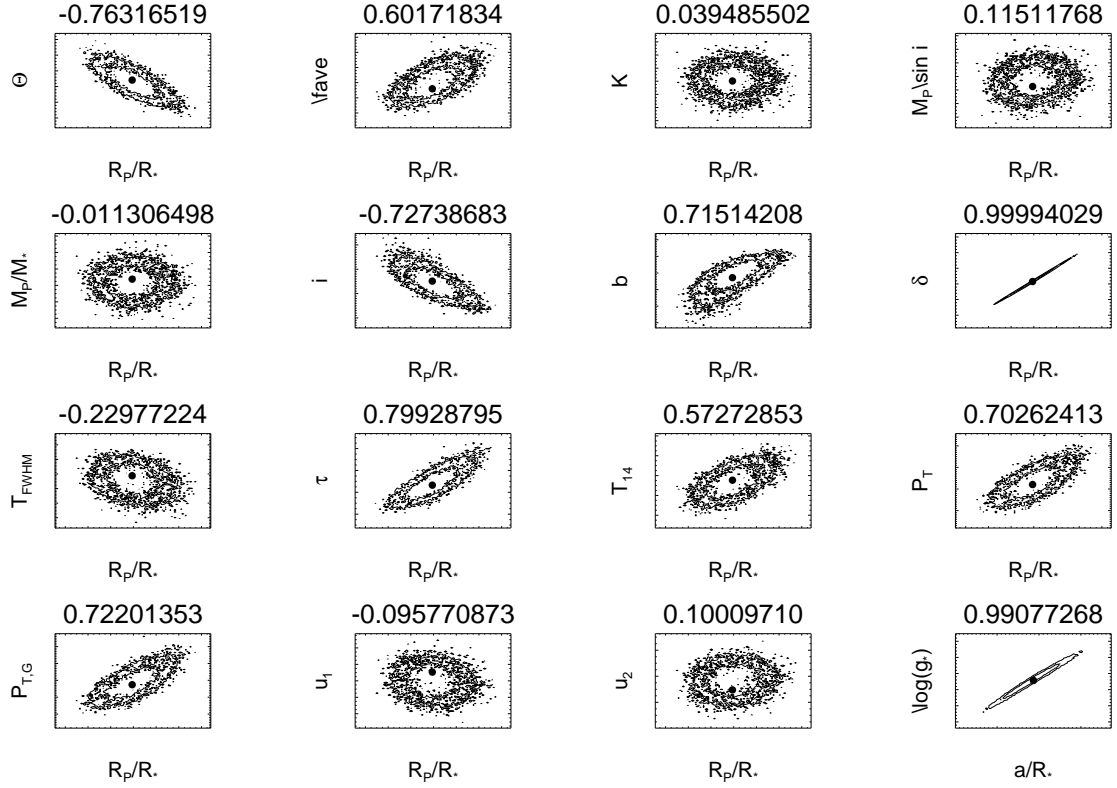 -0.76316519 0.60171834 0.039485502 0.11511768
Θ \fave K M_P\sin i
R_P/R_* R_P/R_* R_P/R_* R_P/R_*
-0.011306498 -0.72738683 0.71514208 0.99994029
M_P/M_* i b δ
R_P/R_* R_P/R_* R_P/R_* R_P/R_*
-0.22977224 0.79928795 0.57272853 0.70262413
T_FWHM τ T_14 P_T
R_P/R_* R_P/R_* R_P/R_* R_P/R_*
0.72201353 -0.095770873 0.10009710 0.99077268
P_T,G u_1 u_2 \log(g_*)
R_P/R_* R_P/R_* R_P/R_* a/R_*